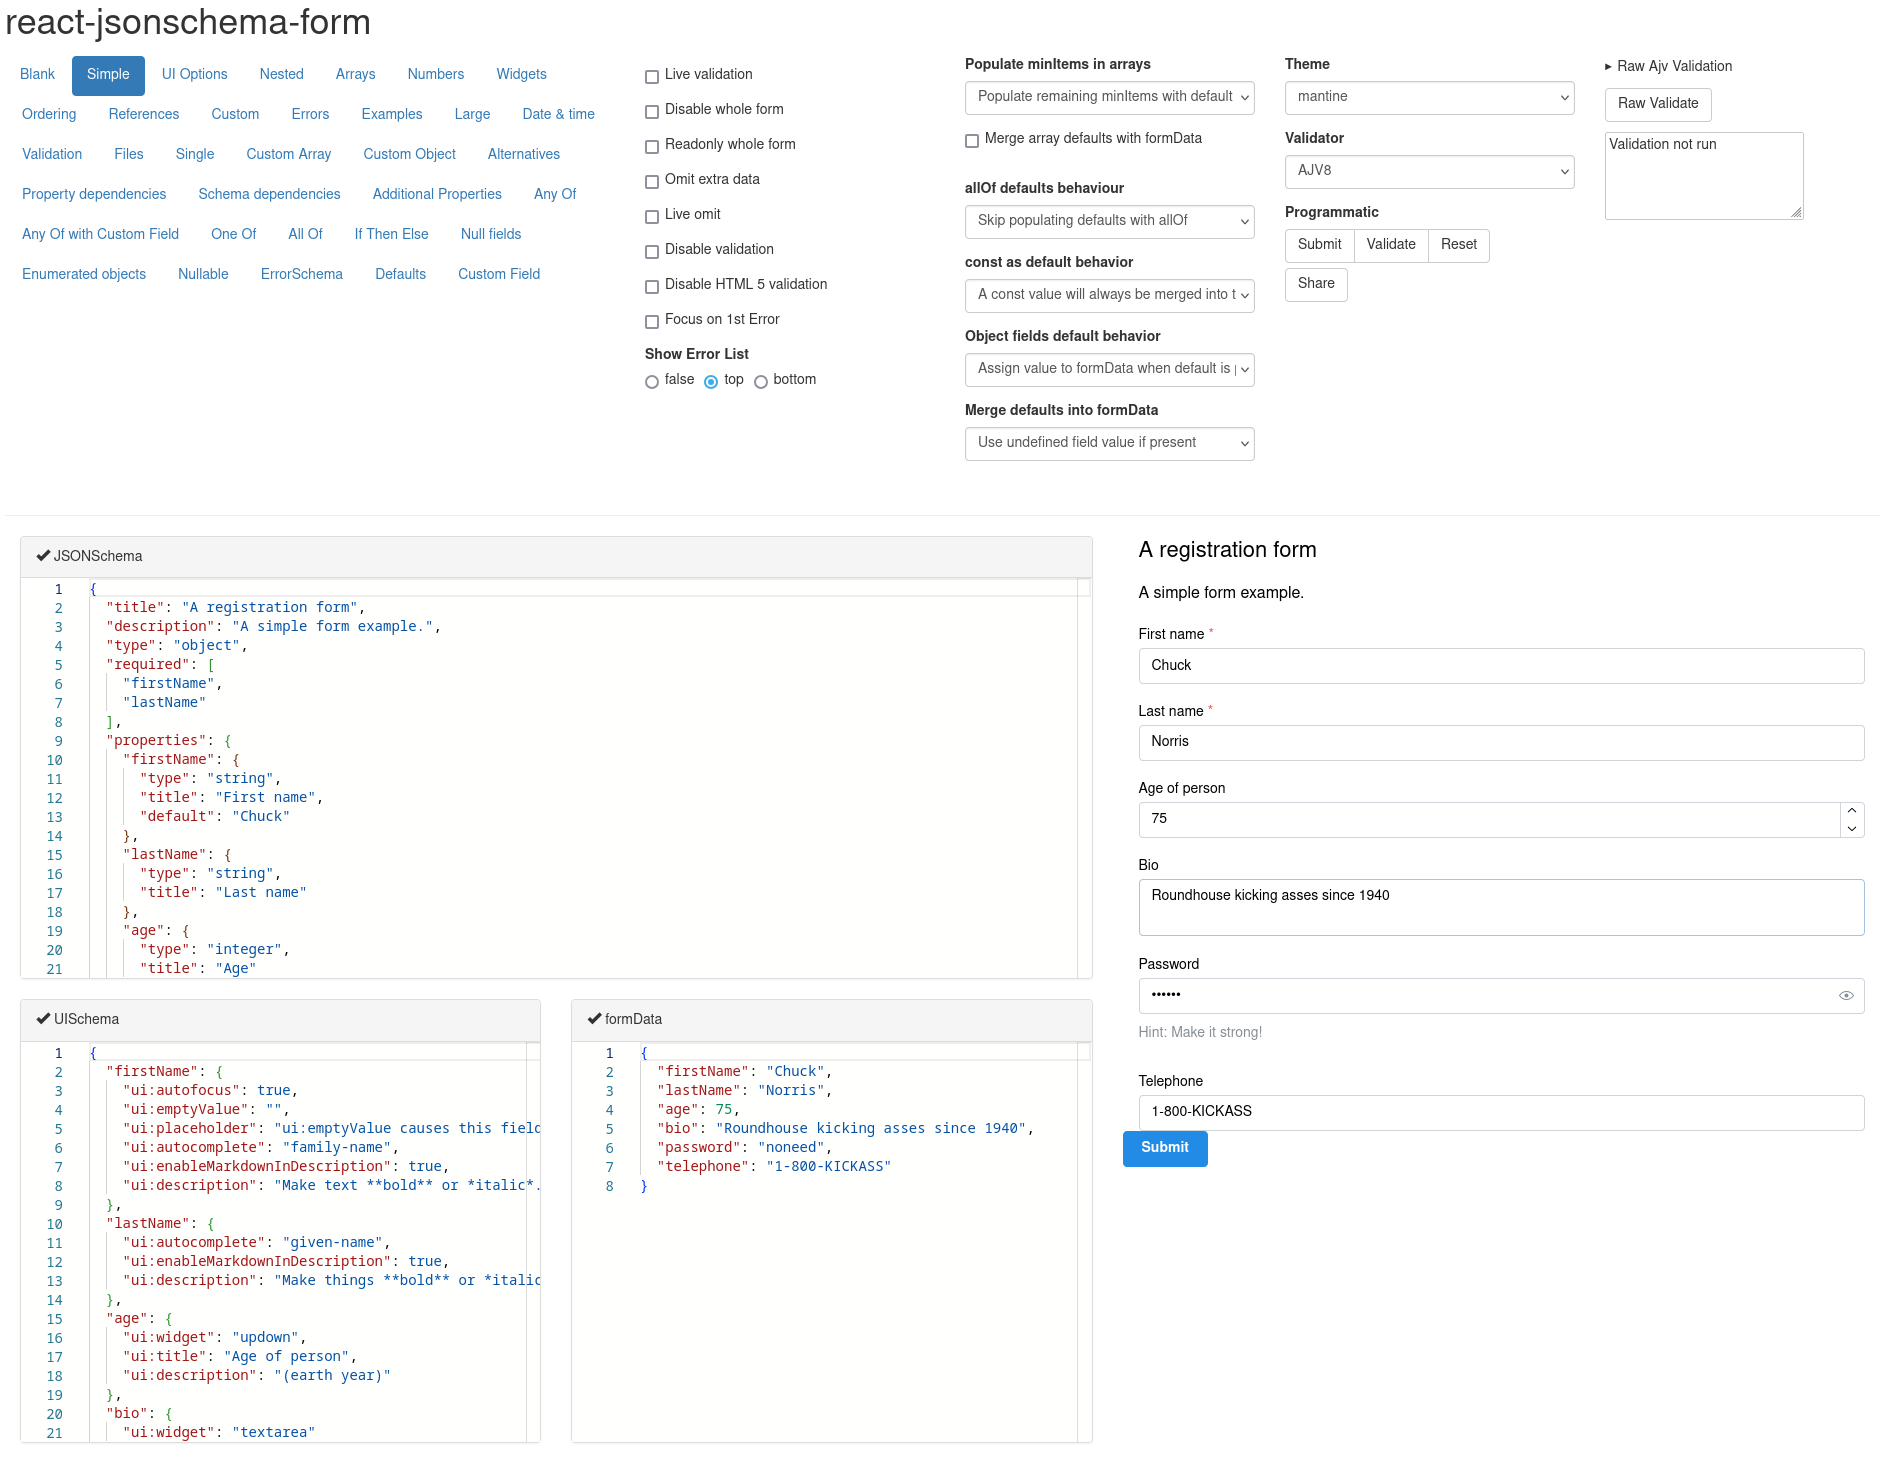 react-jsonschema-form
Blank Simple UI Options Nested Arrays Numbers Widgets
Ordering References Custom Errors Examples Large Date & time
Validation Files Single Custom Array Custom Object Alternatives
Property dependencies Schema dependencies Additional Properties Any Of
Any Of with Custom Field One Of All Of If Then Else Null fields
Enumerated objects Nullable ErrorSchema Defaults Custom Field
Live validation
Disable whole form
Readonly whole form
Omit extra data
Live omit
Disable validation
Disable HTML 5 validation
Focus on 1st Error
Show Error List
false top bottom
Populate minItems in arrays
Populate remaining minItems with default
Merge array defaults with formData
allOf defaults behaviour
Skip populating defaults with allOf
const as default behavior
A const value will always be merged into t
Object fields default behavior
Assign value to formData when default is
Merge defaults into formData
Use undefined field value if present
Theme
mantine
Validator
AJV8
Programmatic
Submit Validate Reset
Share
Raw Ajv Validation
Raw Validate
Validation not run
JSONSchema
1 {
2 "title": "A registration form",
3 "description": "A simple form example.",
4 "type": "object",
5 "required": [
6 "firstName",
7 "lastName"
8 ],
9 "properties": {
10 "firstName": {
11 "type": "string",
12 "title": "First name",
13 "default": "Chuck"
14 },
15 "lastName": {
16 "type": "string",
17 "title": "Last name"
18 },
19 "age": {
20 "type": "integer",
21 "title": "Age"
UISchema
1 {
2 "firstName": {
3 "ui:autofocus": true,
4 "ui:emptyValue": "",
5 "ui:placeholder": "ui:emptyValue causes this field
6 "ui:autocomplete": "family-name",
7 "ui:enableMarkdownInDescription": true,
8 "ui:description": "Make text **bold** or *italic*.
9 },
10 "lastName": {
11 "ui:autocomplete": "given-name",
12 "ui:enableMarkdownInDescription": true,
13 "ui:description": "Make things **bold** or *italic
14 },
15 "age": {
16 "ui:widget": "updown",
17 "ui:title": "Age of person",
18 "ui:description": "(earth year)"
19 },
20 "bio": {
21 "ui:widget": "textarea"
formData
1 {
2 "firstName": "Chuck",
3 "lastName": "Norris",
4 "age": 75,
5 "bio": "Roundhouse kicking asses since 1940",
6 "password": "noneed",
7 "telephone": "1-800-KICKASS"
8 }
A registration form
A simple form example.
First name *
Chuck
Last name *
Norris
Age of person
75
Bio
Roundhouse kicking asses since 1940
Password
••••••
Hint: Make it strong!
Telephone
1-800-KICKASS
Submit